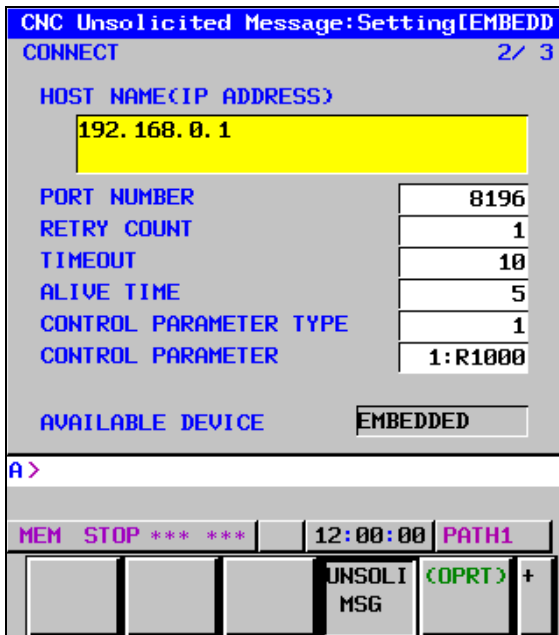 CNC Unsolicited Message:Setting[EMBEDD
CONNECT 2/ 3
HOST NAME(IP ADDRESS)
192.168.0.1
PORT NUMBER 8196
RETRY COUNT 1
TIMEOUT 10
ALIVE TIME 5
CONTROL PARAMETER TYPE 1
CONTROL PARAMETER 1:R1000
AVAILABLE DEVICE EMBEDDED
A>
MEM STOP *** *** 12:00:00 PATH1
UNSOLI (OPRT) +
MSG